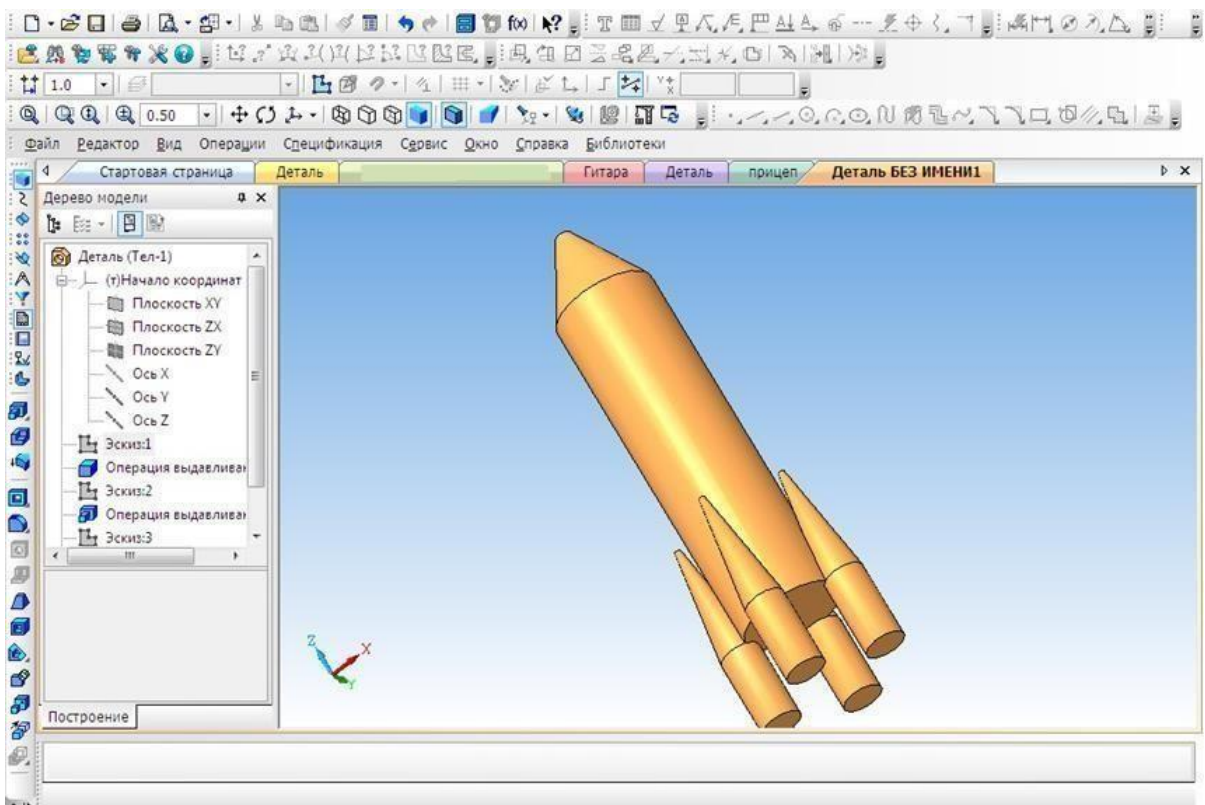 f(x)
1.0
0.50
Файл Редактор Вид Операции Спецификация Сервис Окно Справка Библиотеки
Стартовая страница Деталь Гитара Деталь прицеп Деталь БЕЗ ИМЕНИ1
Дерево модели
Деталь (Тел-1)
(т)Начало координат
Плоскость XY
Плоскость ZX
Плоскость ZY
Ось X
Ось Y
Ось Z
Эскиз:1
Операция выдавливан
Эскиз:2
Операция выдавливан
Эскиз:3
Z
X
Y
Построение